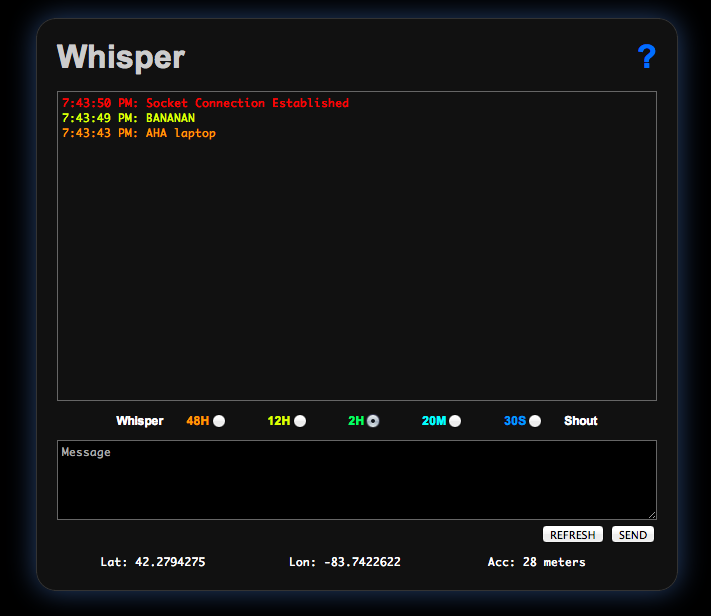 Whisper ?
7:43:50 PM: Socket Connection Established
7:43:49 PM: BANANAN
7:43:43 PM: AHA laptop
Whisper 48H 12H 2H 20M 30S Shout
Message
REFRESH SEND
Lat: 42.2794275 Lon: -83.7422622 Acc: 28 meters